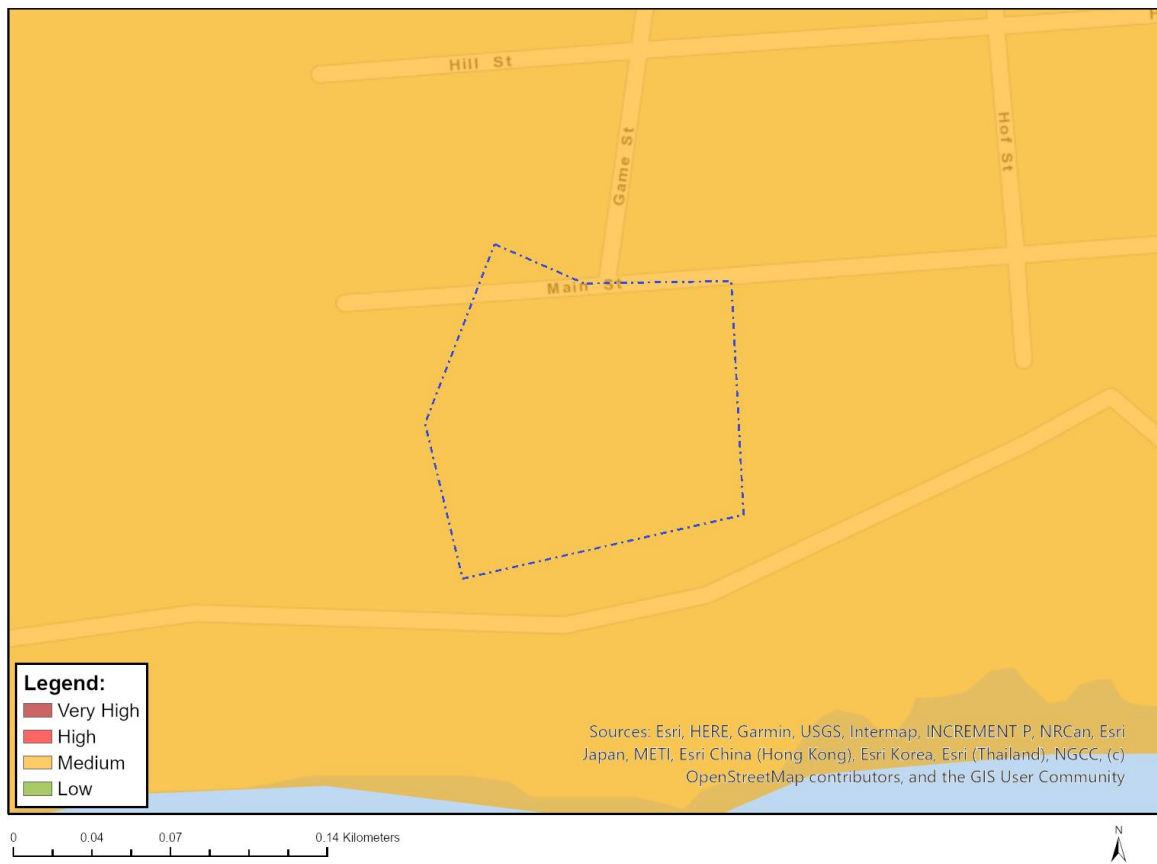 Hill St
Game St
Hof St
Main St
Legend:
Very High
High
Medium
Low
Sources: Esri, HERE, Garmin, USGS, Intermap, INCREMENT P, NRCan, Esri
Japan, METI, Esri China (Hong Kong), Esri Korea, Esri (Thailand), NGCC, (c)
OpenStreetMap contributors, and the GIS User Community
0 0.04 0.07 0.14 Kilometers
N